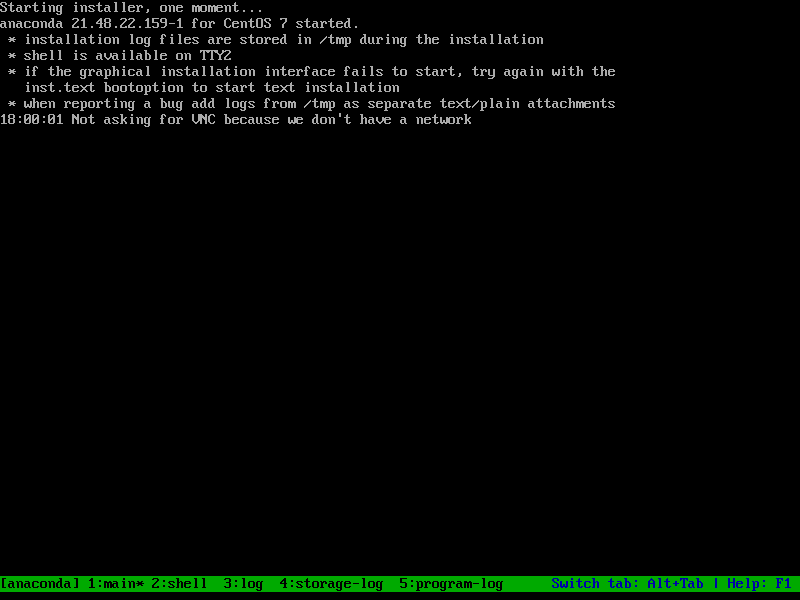 Starting installer, one moment...
anaconda 21.48.22.159-1 for CentOS 7 started.
 * installation log files are stored in /tmp during the installation
 * shell is available on TTY2
 * if the graphical installation interface fails to start, try again with the
   inst.text bootoption to start text installation
 * when reporting a bug add logs from /tmp as separate text/plain attachments
18:00:01 Not asking for VNC because we don't have a network
[anaconda] 1:main* 2:shell  3:log  4:storage-log  5:program-log      Switch tab: Alt+Tab | Help: F1